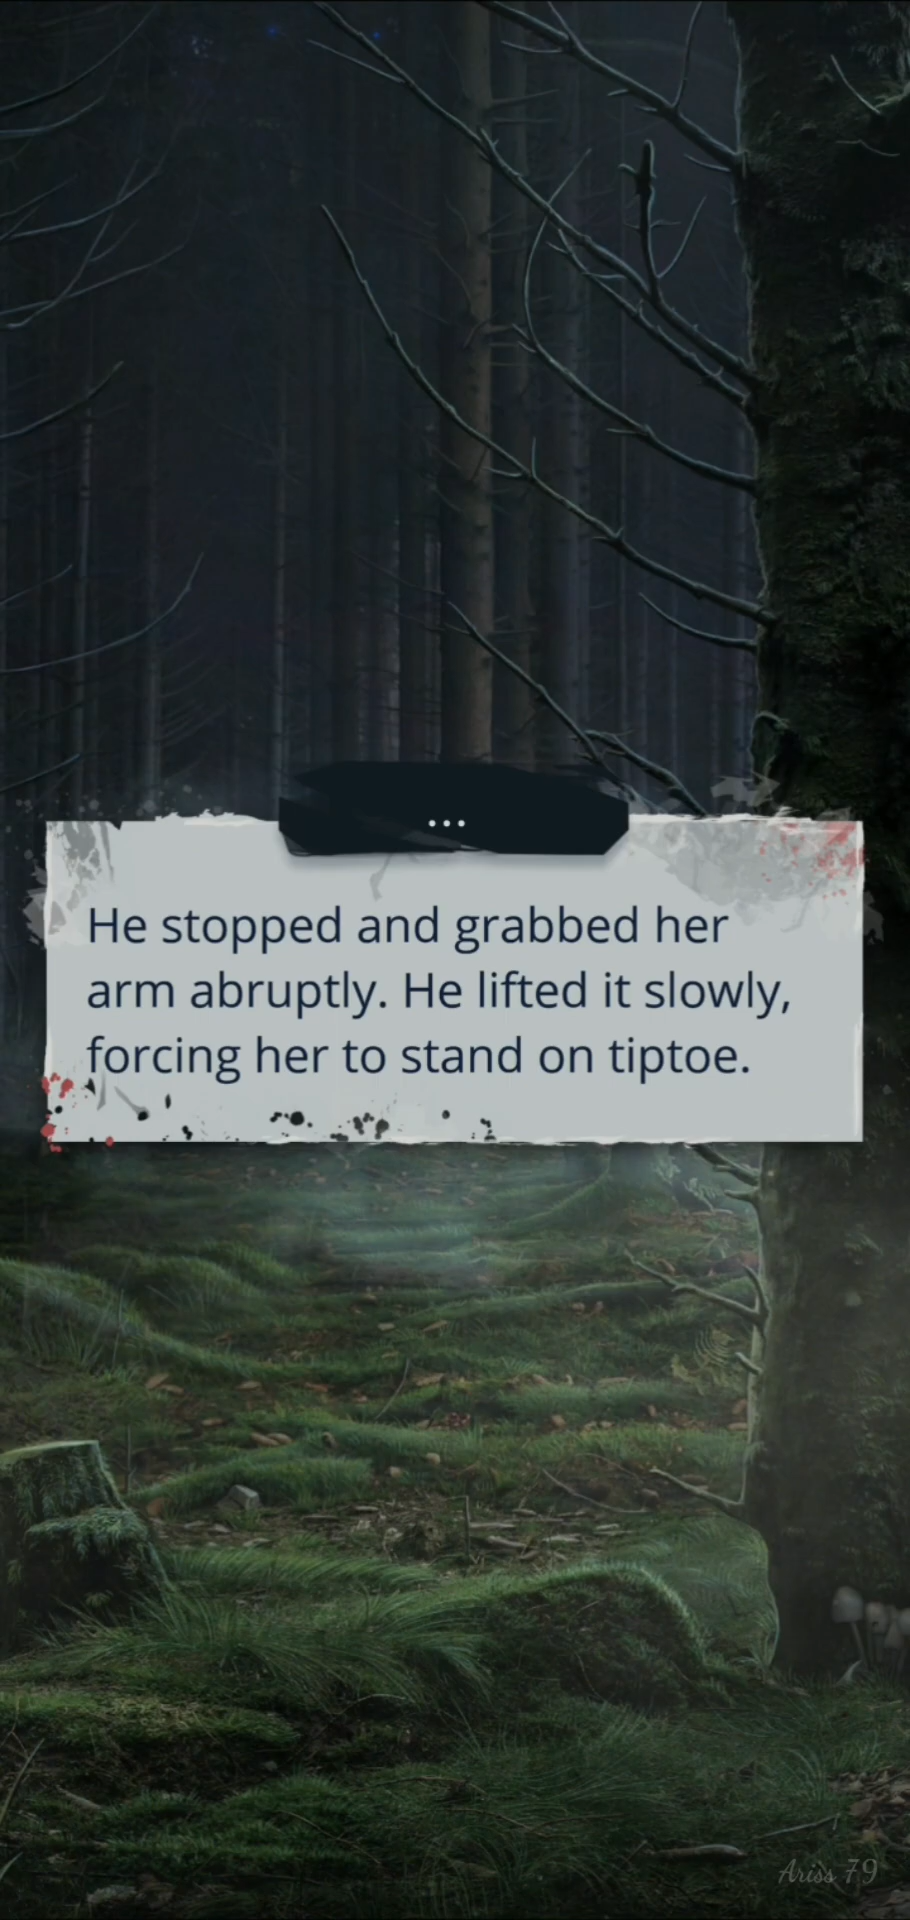 ...
He stopped and grabbed her
arm abruptly. He lifted it slowly,
forcing her to stand on tiptoe.
Ariss 79